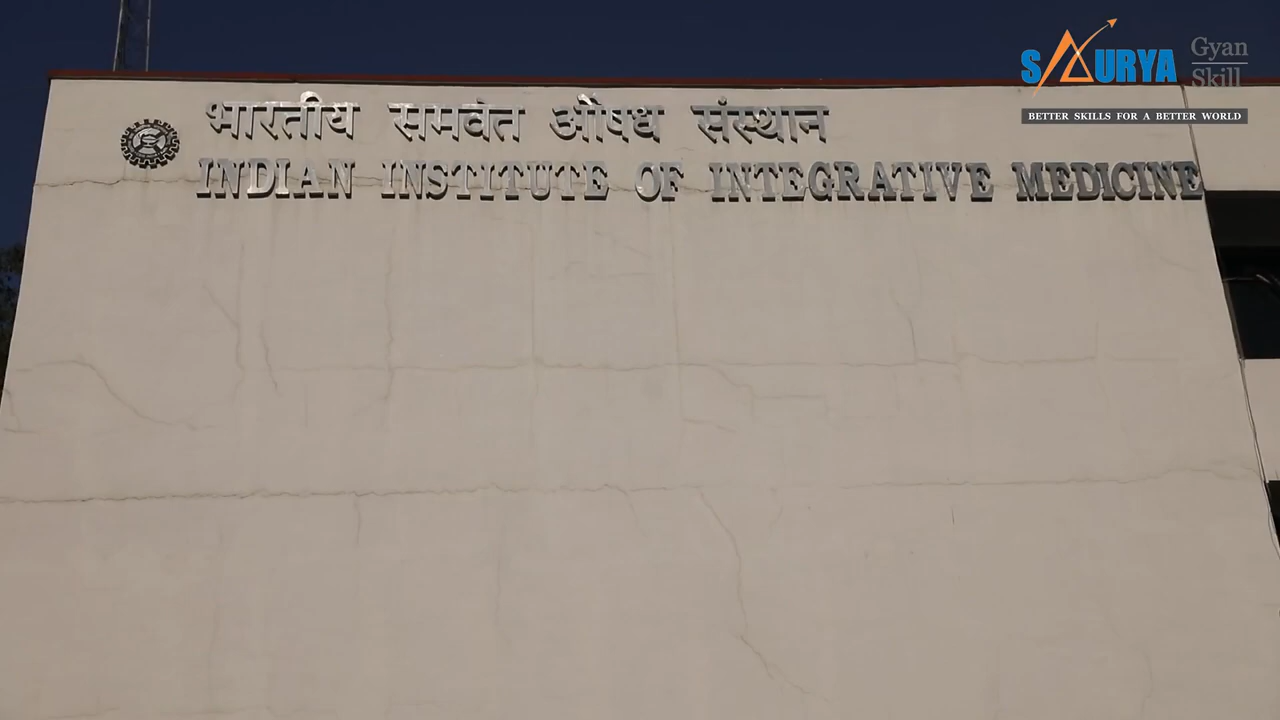 भारतीय समवेत औषध संस्थान
INDIAN INSTITUTE OF INTEGRATIVE MEDICINE
SAURYA
Gyan
Skill
BETTER SKILLS FOR A BETTER WORLD